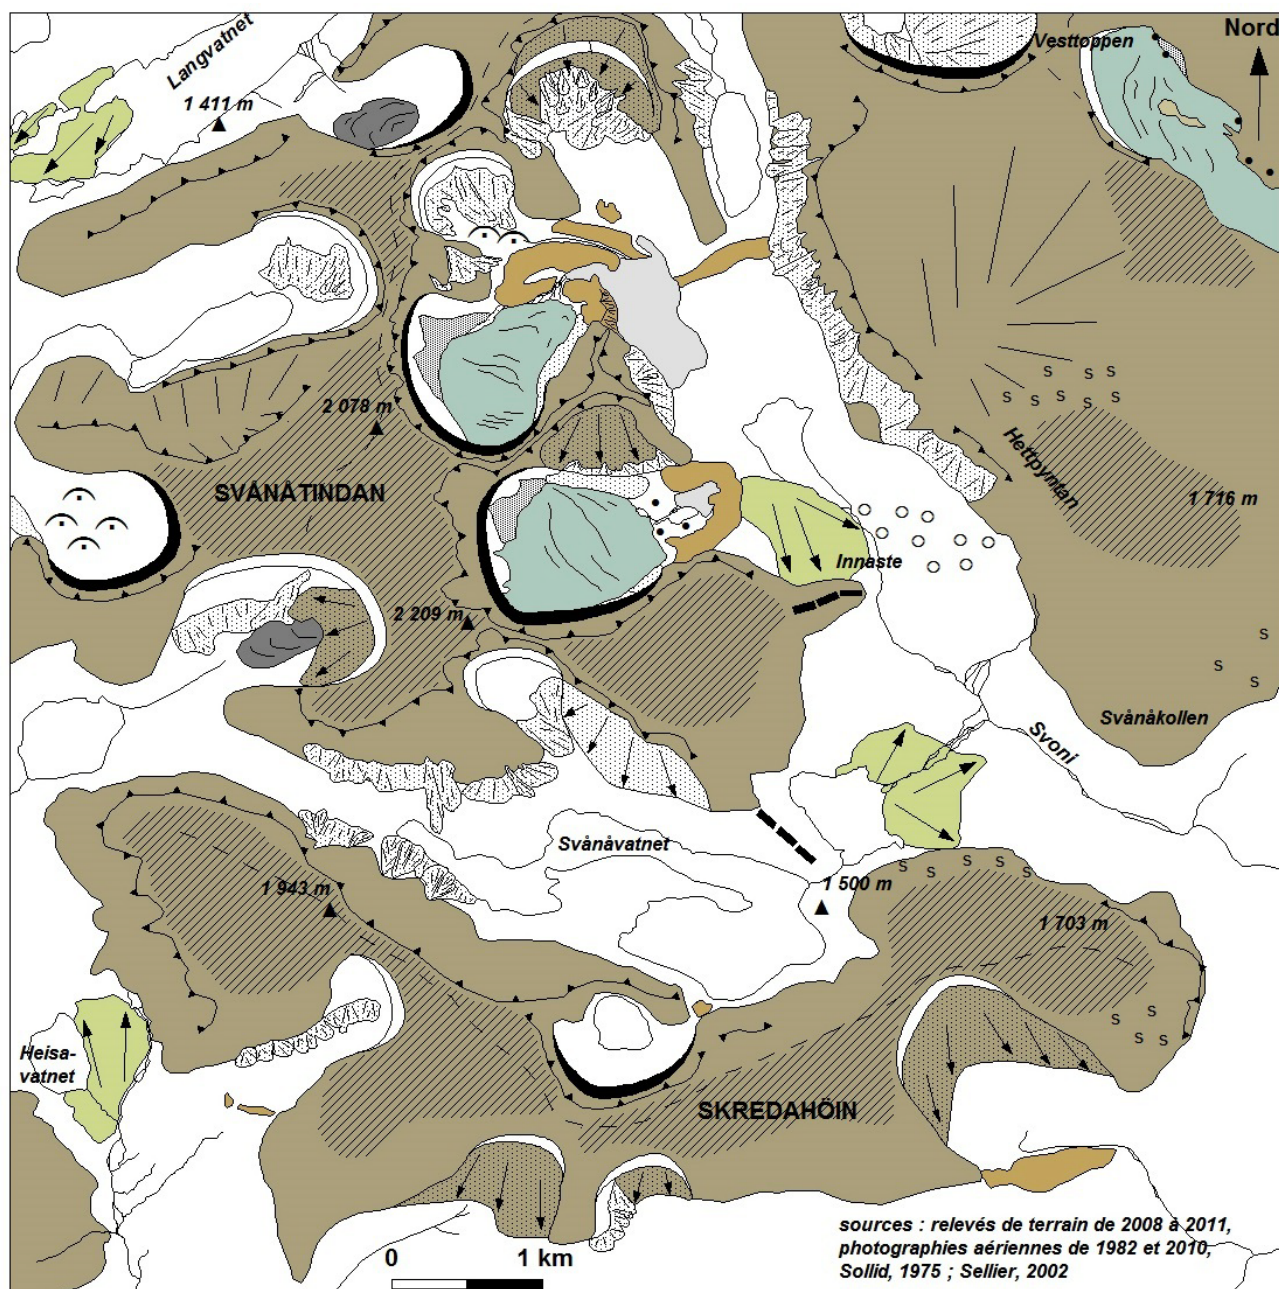 Nord
Vesttoppen
Langvatnet
1 411 m
2 078 m
Hettpyntan
SVÅNÅTINDAN
1 716 m
Innaste
2 209 m
Svånåkollen
Svoni
Svånåvatnet
1 943 m
1 500 m
1 703 m
Heisa-
vatnet
SKREDAHÖIN
sources : relevés de terrain de 2008 à 2011,
photographies aériennes de 1982 et 2010,
Sollid, 1975 ; Sellier, 2002
0 1 km
s s s s
s s s s
s
s
s
s s s s s
s s
s s